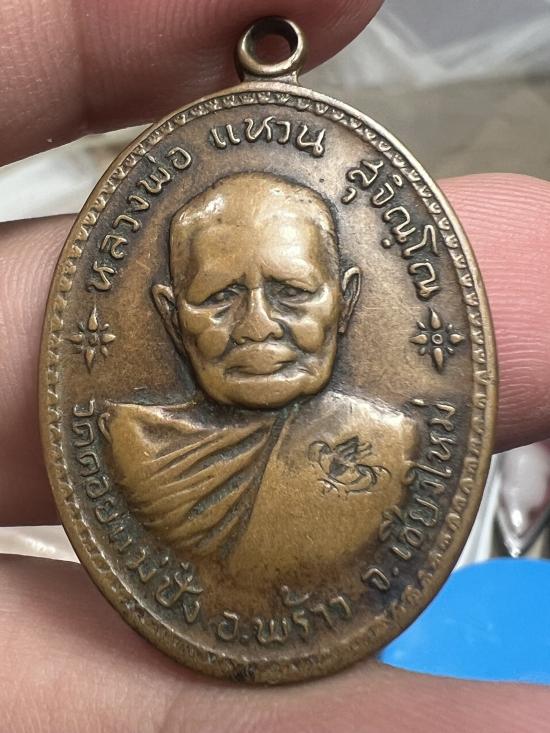 หลวงพ่อ แหวน สุจิณฺโณ
วัดดอยแม่ปั๋ง อ.พร้าว จ.เชียงใหม่